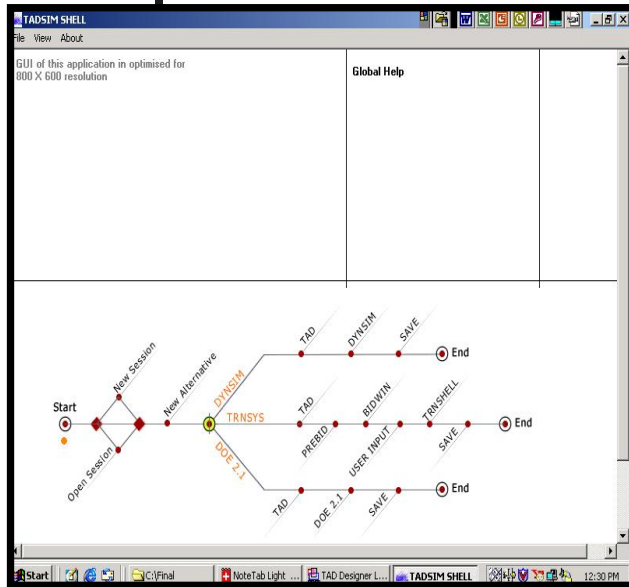 TADSIM SHELL
File View About
GUI of this application in optimised for
800 X 600 resolution
Global Help
Start
New Session
Open Session
New Alternative
DYNSIM
TAD
DYNSIM
SAVE
End
TRNSYS
TAD
PREBID
BIDWIN
USER INPUT
TRNSHELL
SAVE
End
DOE 2.1
TAD
DOE 2.1
SAVE
End
Start
C:\Final
NoteTab Light ...
TAD Designer L...
TADSIM SHELL
12:30 PM